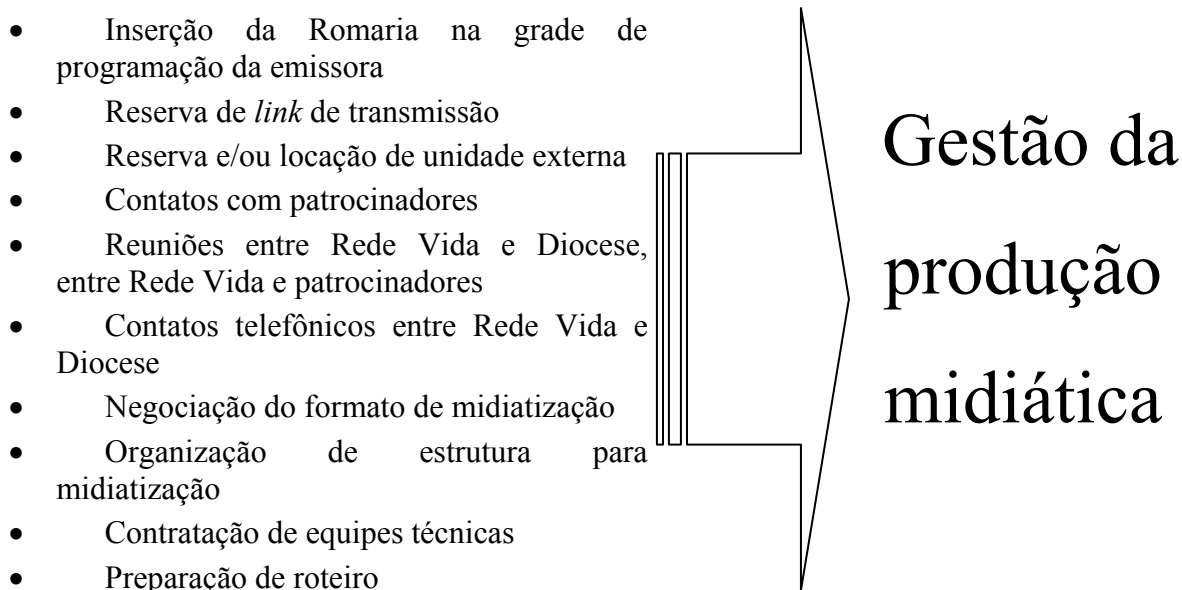 • Inserção da Romaria na grade de
programação da emissora
• Reserva de link de transmissão
• Reserva e/ou locação de unidade externa
• Contatos com patrocinadores
• Reuniões entre Rede Vida e Diocese,
entre Rede Vida e patrocinadores
• Contatos telefônicos entre Rede Vida e
Diocese
• Negociação do formato de midiatização
• Organização de estrutura para
midiatização
• Contratação de equipes técnicas
• Preparação de roteiro
Gestão da
produção
midiática